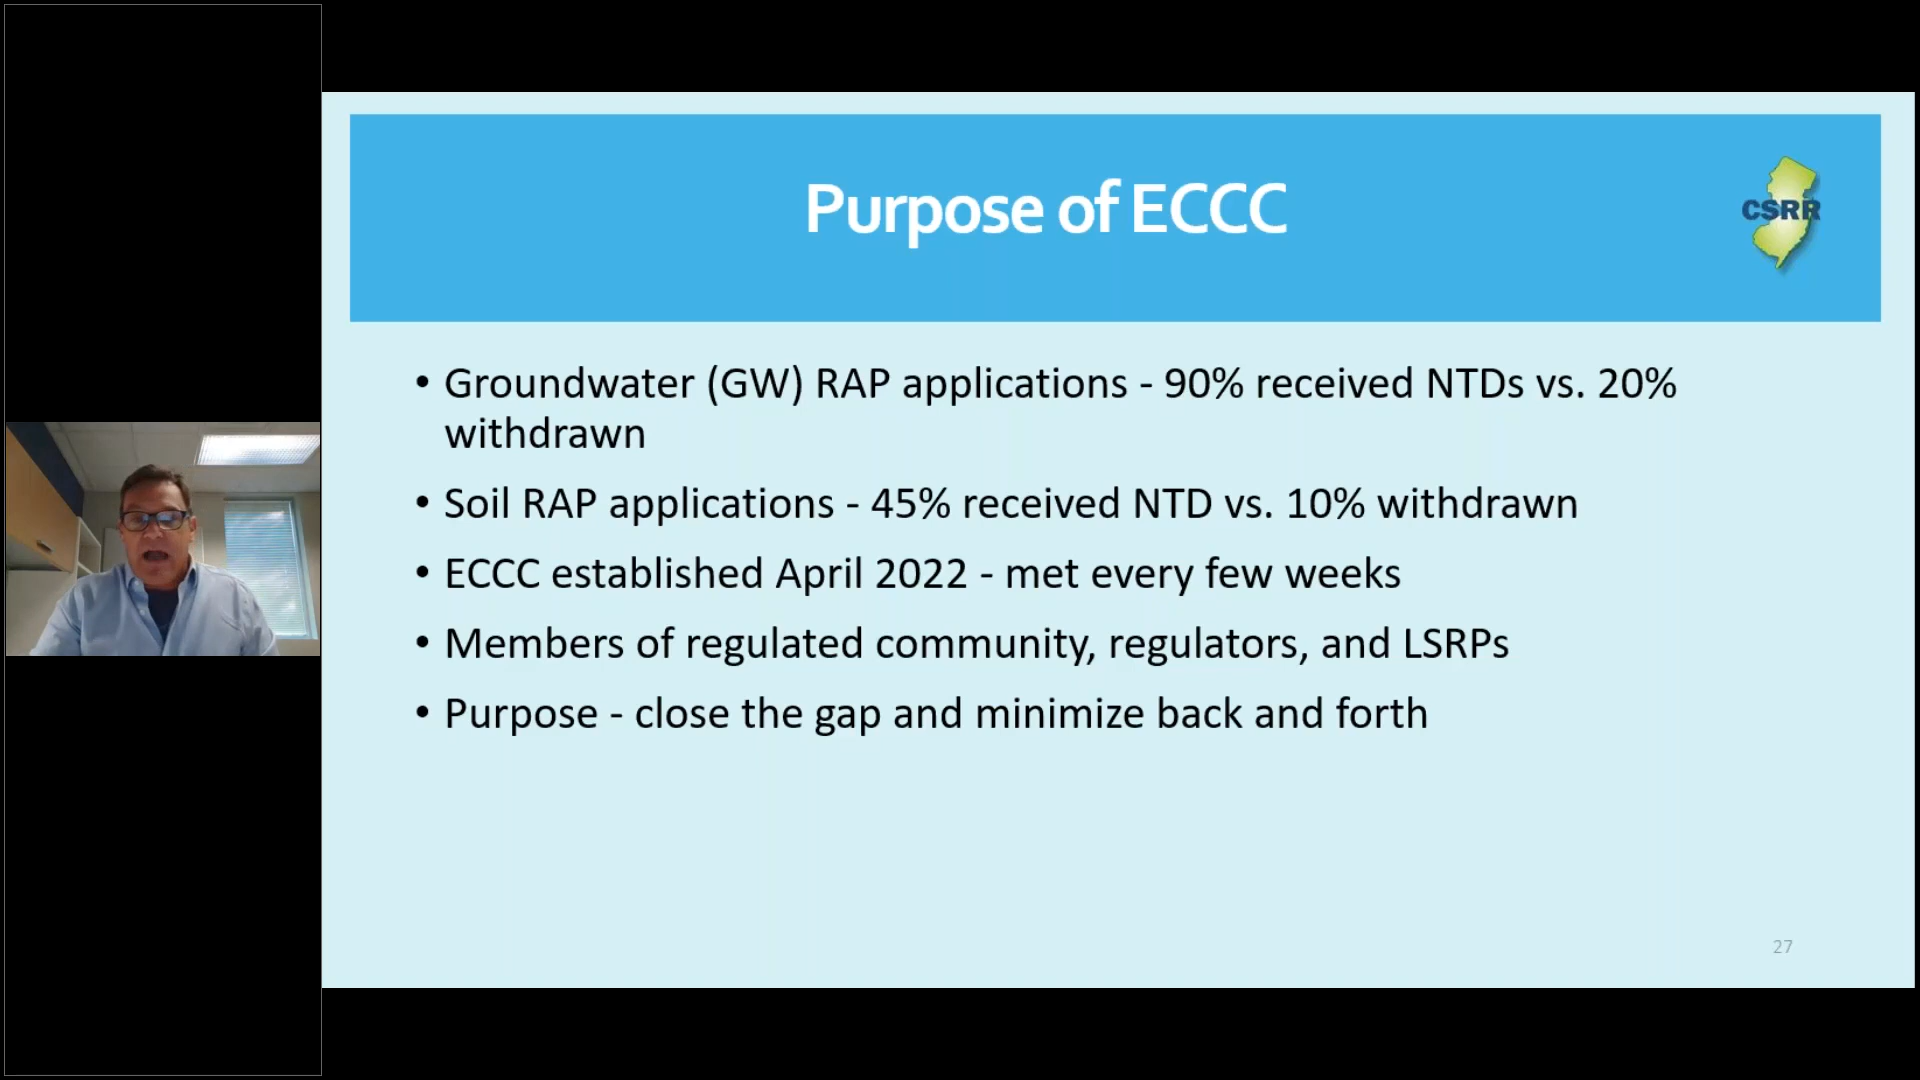 Purpose of ECCC
CSRR
• Groundwater (GW) RAP applications - 90% received NTDs vs. 20%
withdrawn
• Soil RAP applications - 45% received NTD vs. 10% withdrawn
• ECCC established April 2022 - met every few weeks
• Members of regulated community, regulators, and LSRPs
• Purpose - close the gap and minimize back and forth
27